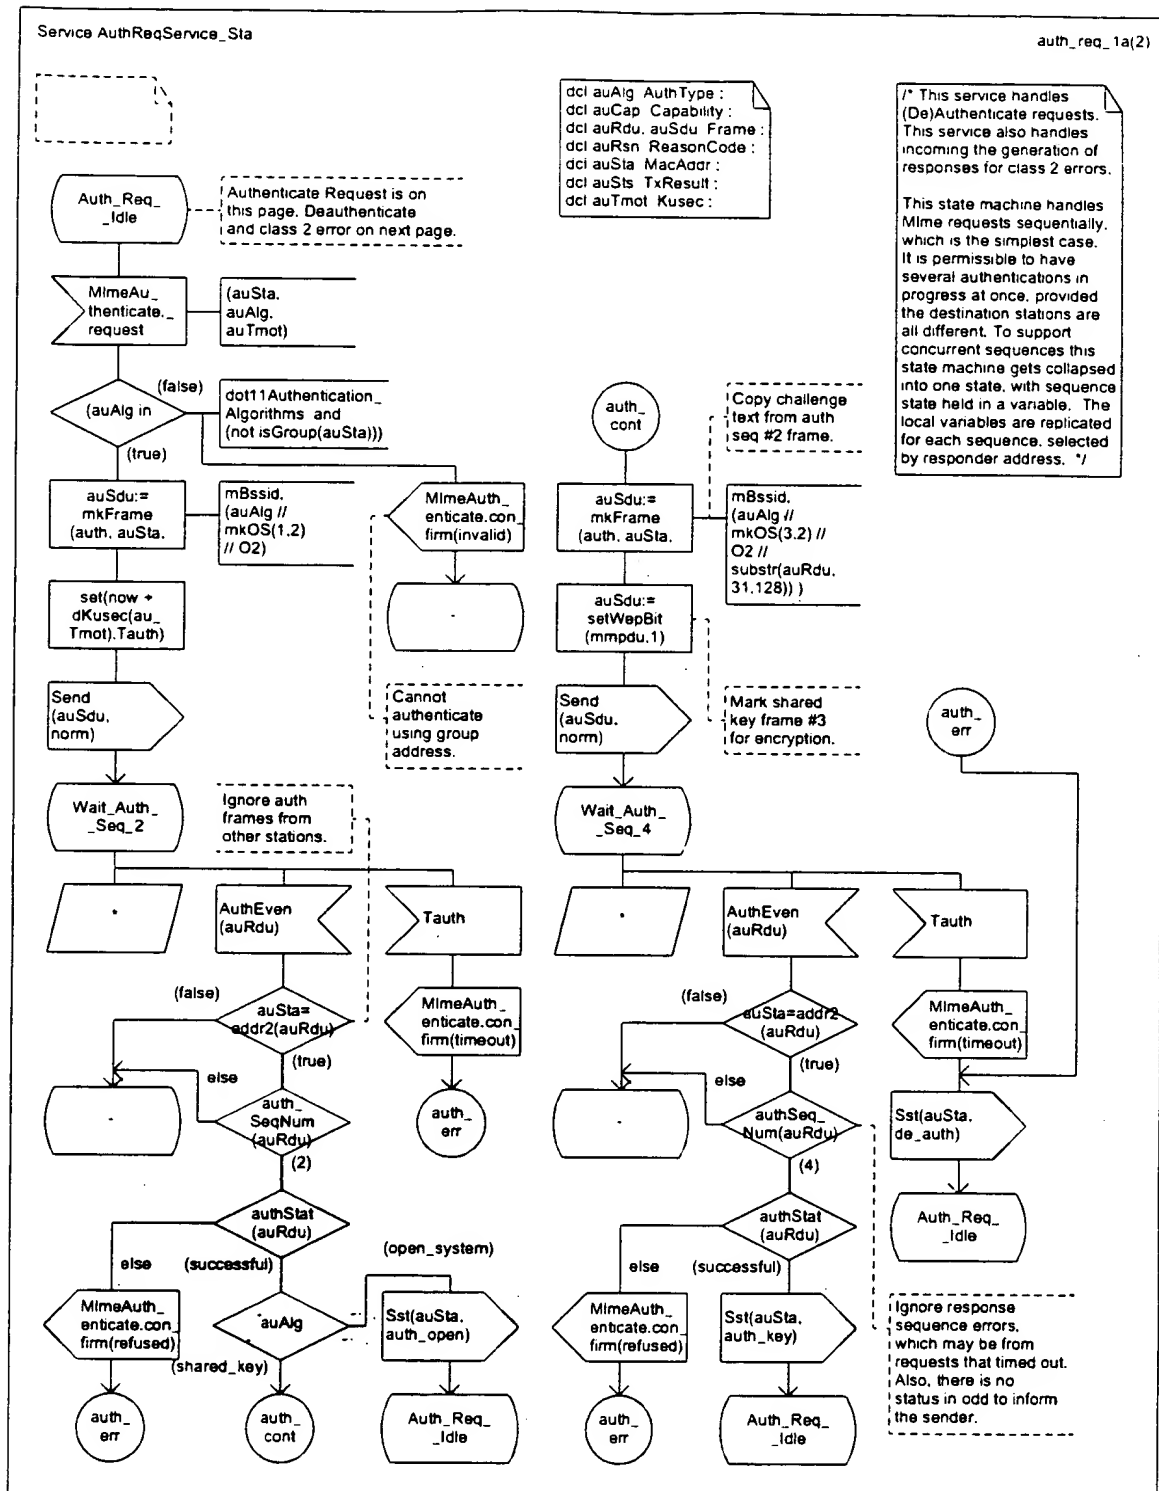 Service AuthReqService_Sta
auth_req_1a(2)
dcl auAlg AuthType :
dcl auCap Capability :
dcl auRdu, auSdu Frame :
dcl auRsn ReasonCode :
dcl auSta MacAddr :
dcl auSts TxResult :
dcl auTmot Kusec :
/* This service handles
(De)Authenticate requests.
This service also handles
incoming the generation of
responses for class 2 errors.
This state machine handles
Mlme requests sequentially,
which is the simplest case.
It is permissible to have
several authentications in
progress at once, provided
the destination stations are
all different. To support
concurrent sequences this
state machine gets collapsed
into one state, with sequence
state held in a variable. The
local variables are replicated
for each sequence, selected
by responder address. */
Auth_Req_
_Idle
Authenticate Request is on
this page. Deauthenticate
and class 2 error on next page.
MlmeAu_
thenticate._
request
(auSta,
auAlg,
auTmot)
(auAlg in
(false)
dot11Authentication_
Algorithms and
(not isGroup(auSta)))
(true)
auSdu:=
mkFrame
(auth, auSta,
mBssid,
(auAlg //
mkOS(1,2)
// O2)
MlmeAuth_
enticate.con_
firm(invalid)
-
Cannot
authenticate
using group
address.
set(now +
dKusec(au_
Tmot),Tauth)
Send
(auSdu,
norm)
Wait_Auth_
_Seq_2
Ignore auth
frames from
other stations.
*
AuthEven
(auRdu)
Tauth
(false)
auSta=
addr2(auRdu)
(true)
MlmeAuth_
enticate.con_
firm(timeout)
auth_
err
else
-
auth_
SeqNum
(auRdu)
(2)
authStat
(auRdu)
else
(successful)
(open_system)
MlmeAuth_
enticate.con_
firm(refused)
auAlg
Sst(auSta,
auth_open)
(shared_key)
auth_
err
auth_
cont
Auth_Req_
_Idle
auth_
cont
Copy challenge
text from auth
seq #2 frame.
auSdu:=
mkFrame
(auth, auSta,
mBssid,
(auAlg //
mkOS(3,2) //
O2 //
substr(auRdu,
31,128)) )
auSdu:=
setWepBit
(mmpdu,1)
Mark shared
key frame #3
for encryption.
Send
(auSdu,
norm)
auth_
err
Wait_Auth_
_Seq_4
*
AuthEven
(auRdu)
Tauth
(false)
auSta=addr2
(auRdu)
(true)
MlmeAuth_
enticate.con_
firm(timeout)
else
-
authSeq_
Num(auRdu)
(4)
Sst(auSta,
de_auth)
Auth_Req_
_Idle
authStat
(auRdu)
else
(successful)
MlmeAuth_
enticate.con_
firm(refused)
Sst(auSta,
auth_key)
Ignore response
sequence errors,
which may be from
requests that timed out.
Also, there is no
status in odd to inform
the sender.
auth_
err
Auth_Req_
_Idle